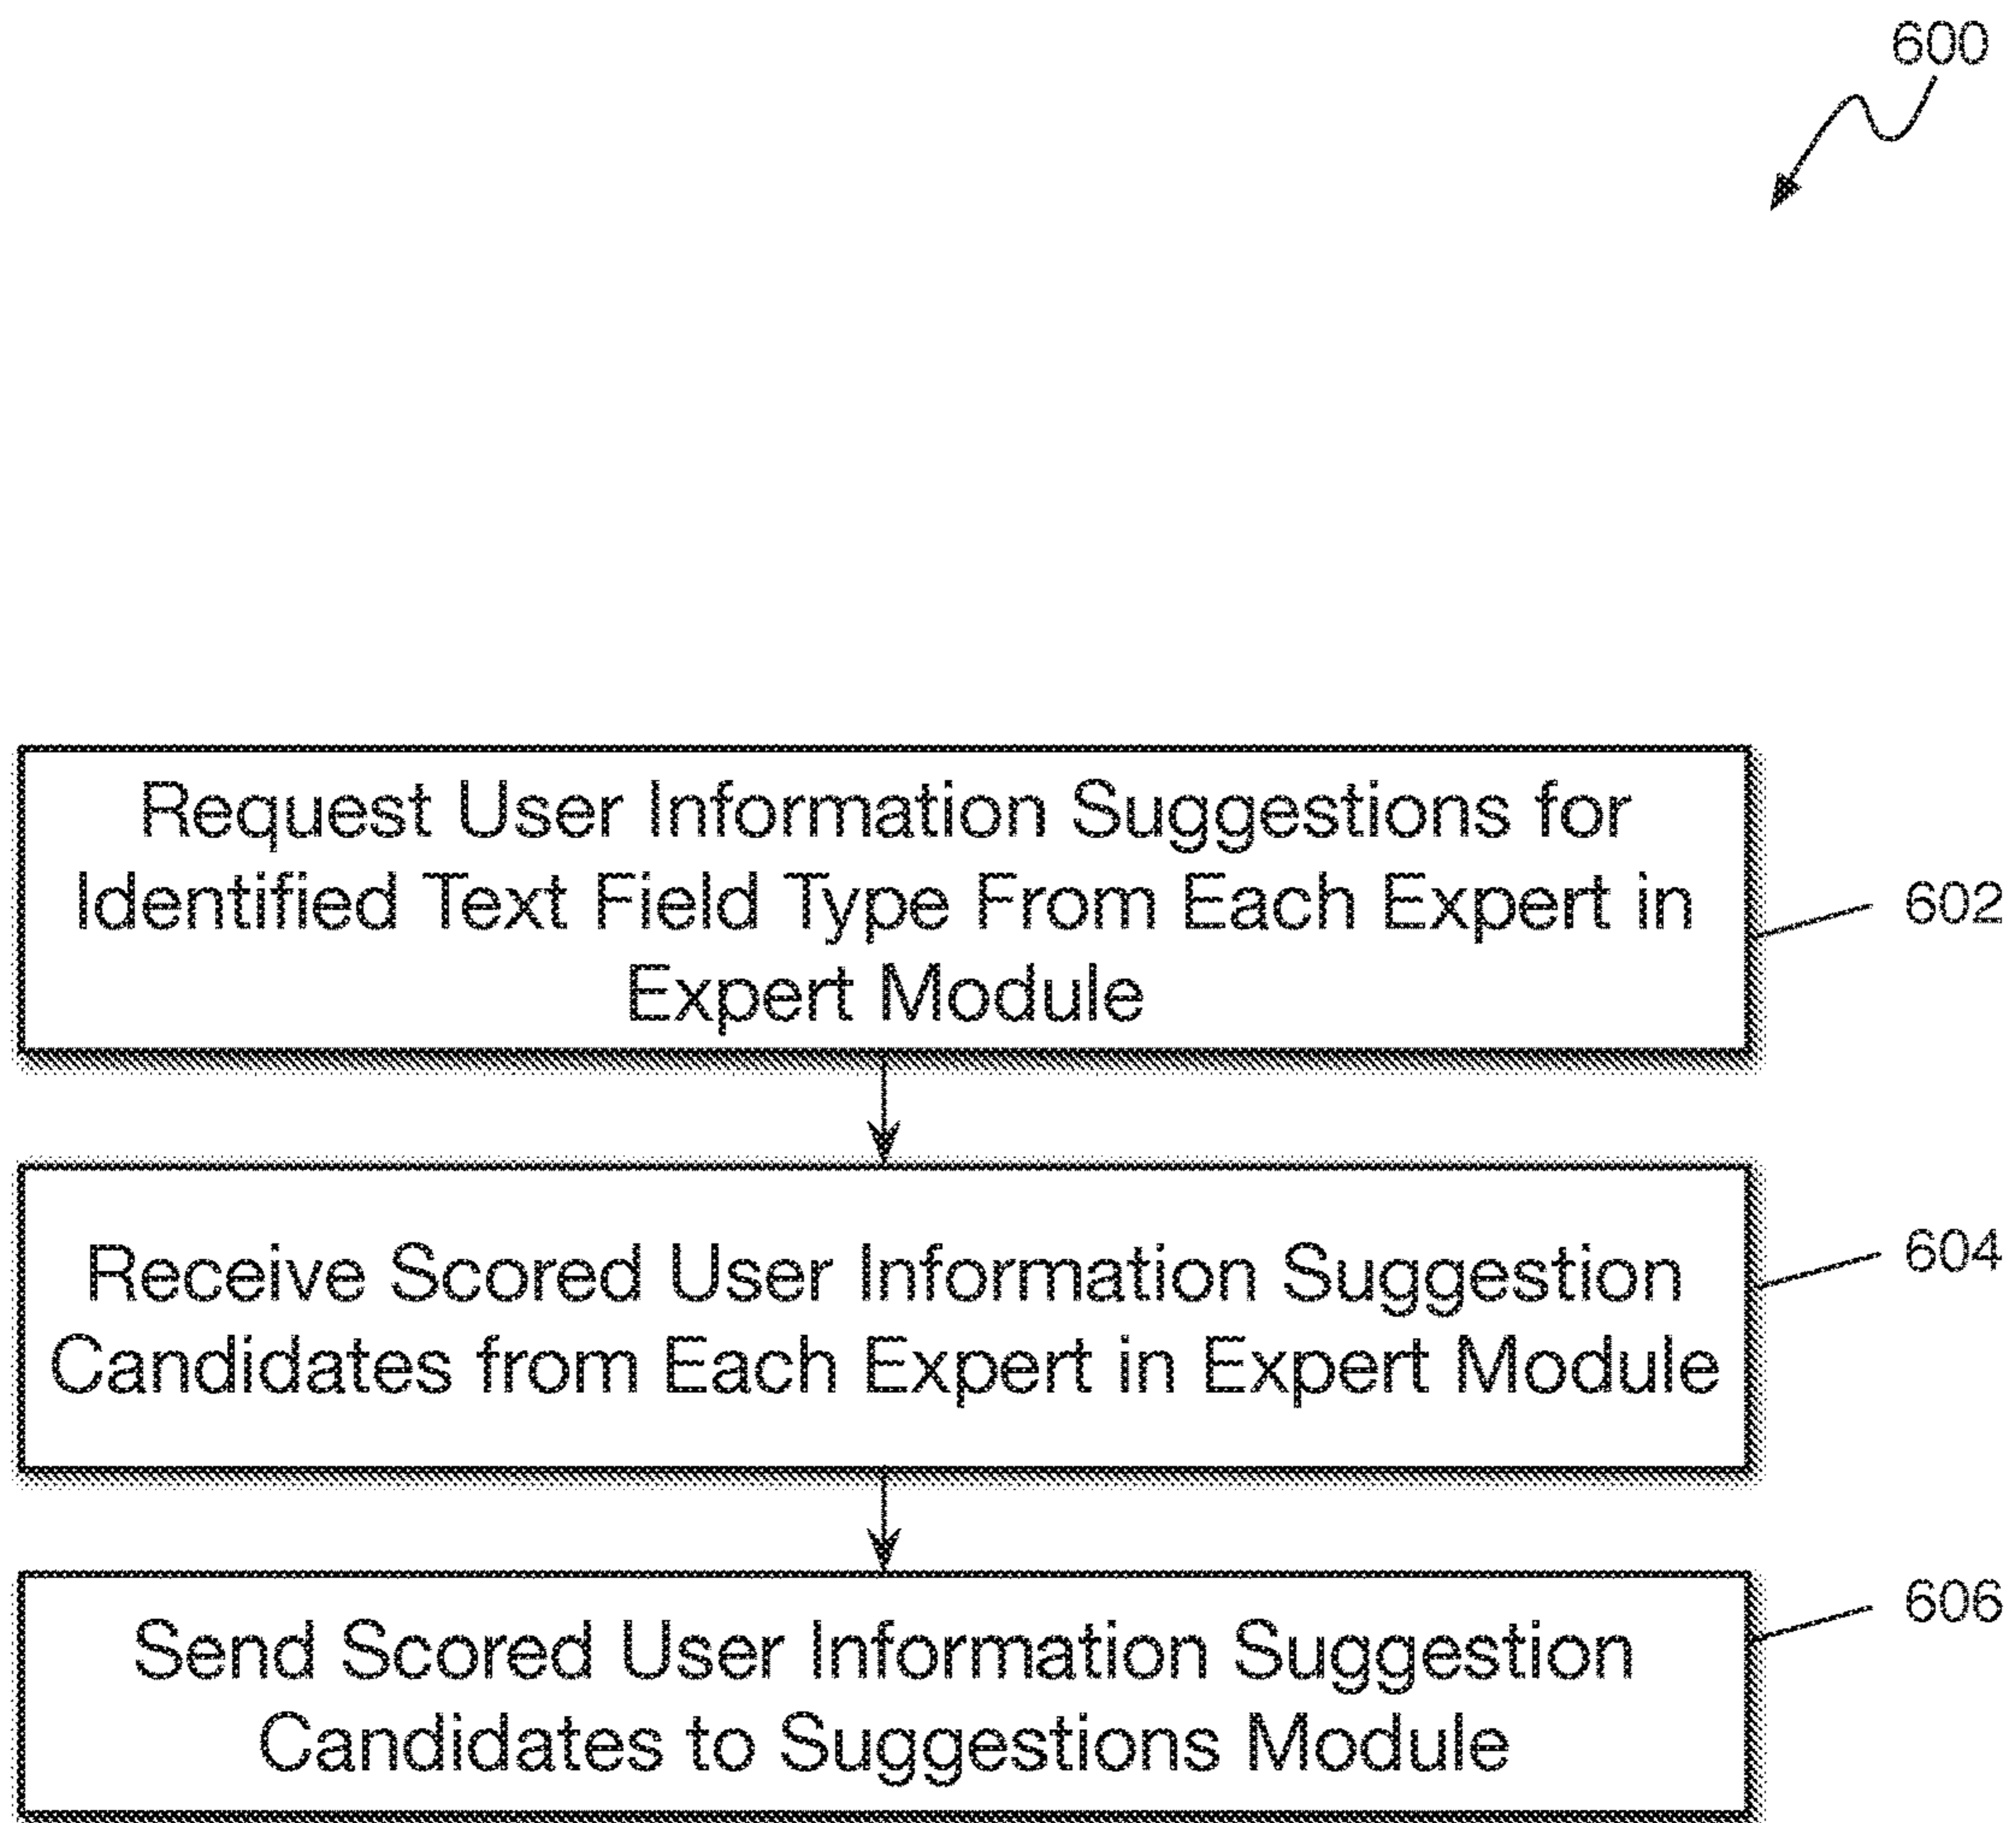 600
Request User Information Suggestions for
Identified Text Field Type From Each Expert in
Expert Module
602
Receive Scored User Information Suggestion
Candidates from Each Expert in Expert Module
604
Send Scored User Information Suggestion
Candidates to Suggestions Module
606